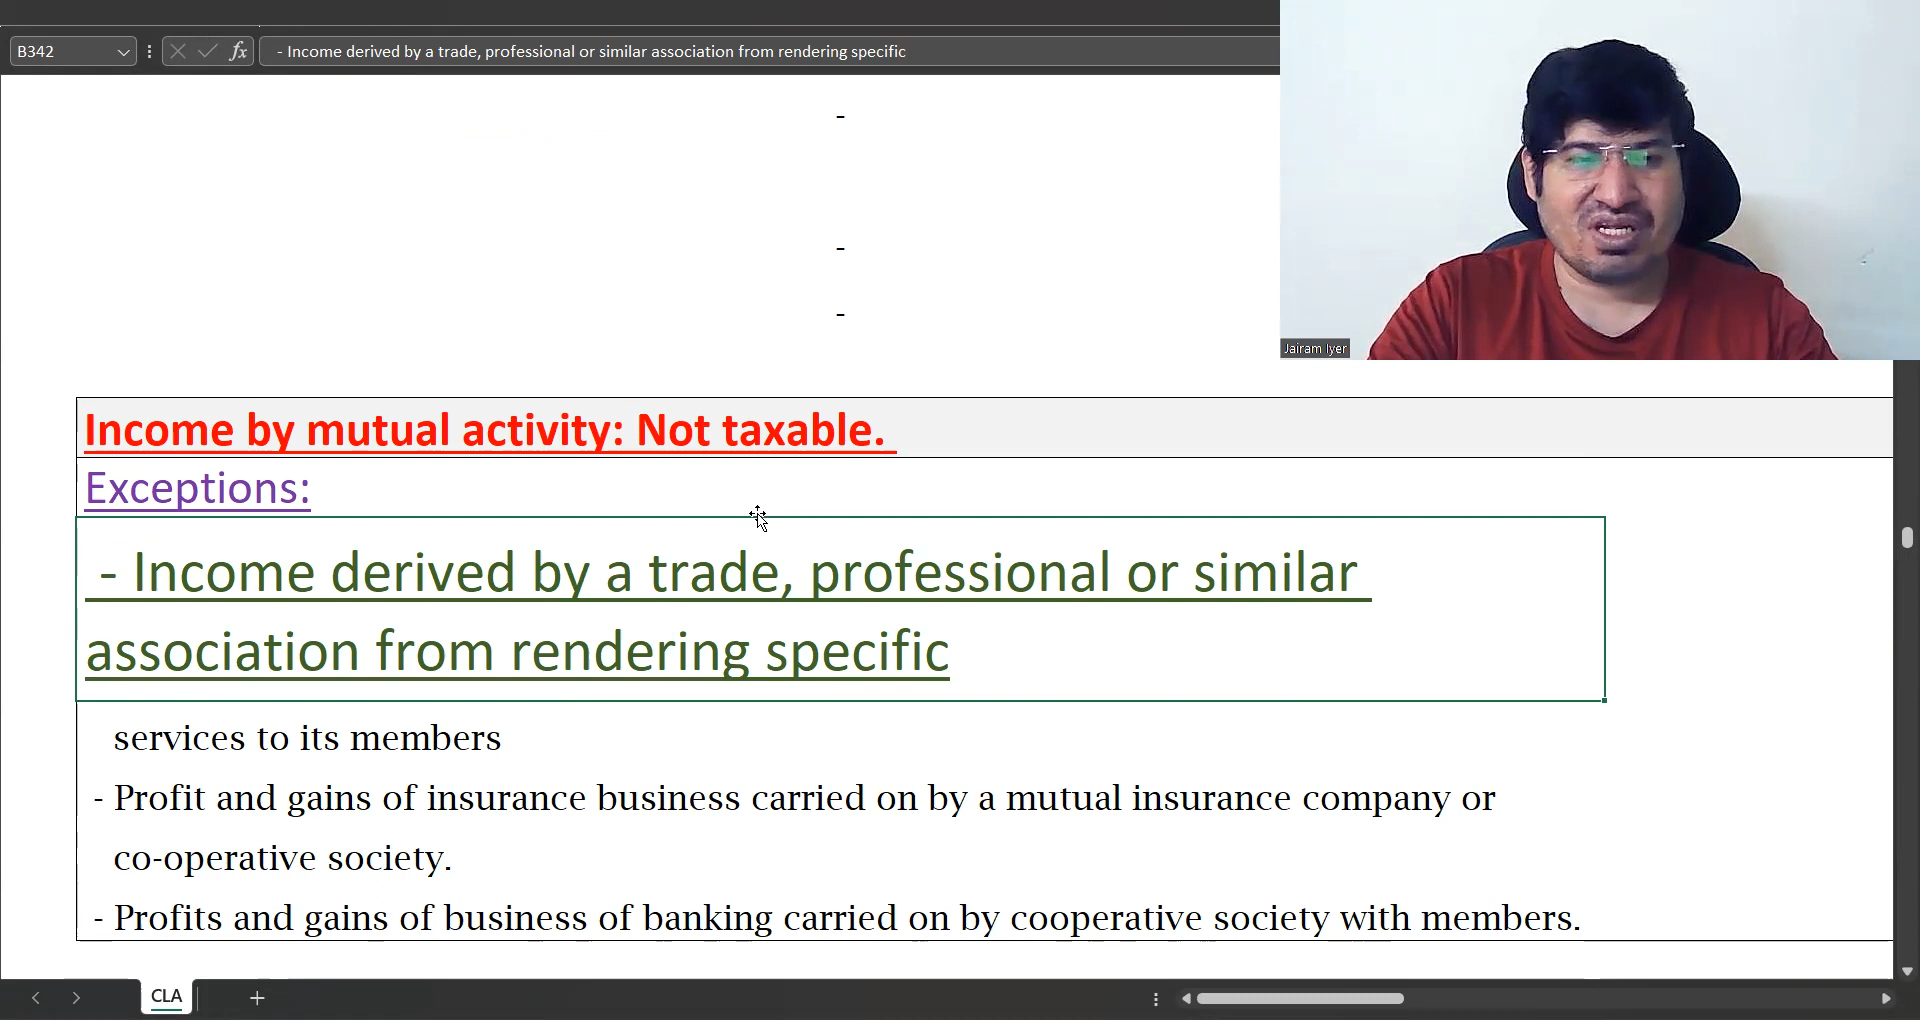 B342
fx
- Income derived by a trade, professional or similar association from rendering specific
-
-
-
Jairam Iyer
Income by mutual activity: Not taxable.
Exceptions:
- Income derived by a trade, professional or similar
association from rendering specific
services to its members
- Profit and gains of insurance business carried on by a mutual insurance company or
co-operative society.
- Profits and gains of business of banking carried on by cooperative society with members.
CLA